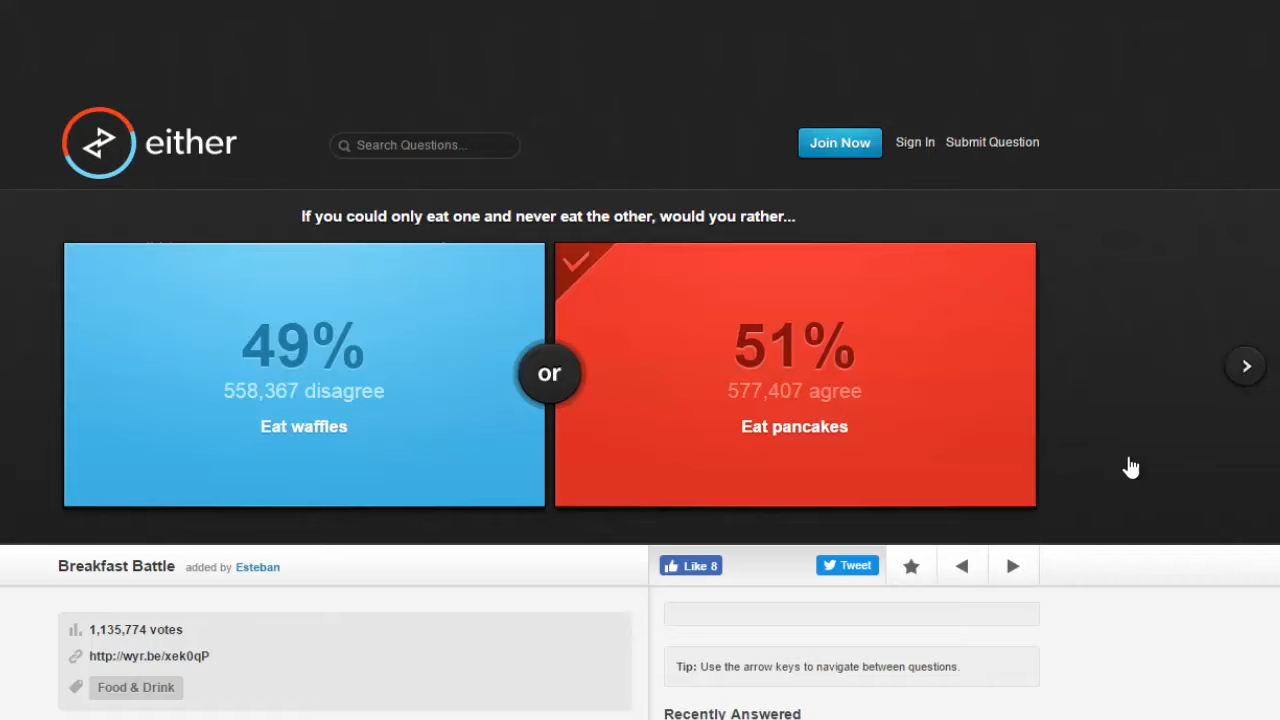 either
Search Questions...
Join Now
Sign In
Submit Question
If you could only eat one and never eat the other, would you rather...
49%
558,367 disagree
Eat waffles
or
51%
577,407 agree
Eat pancakes
Breakfast Battle added by Esteban
Like 8
Tweet
1,135,774 votes
http://wyr.be/xek0qP
Food & Drink
Tip: Use the arrow keys to navigate between questions.
Recently Answered